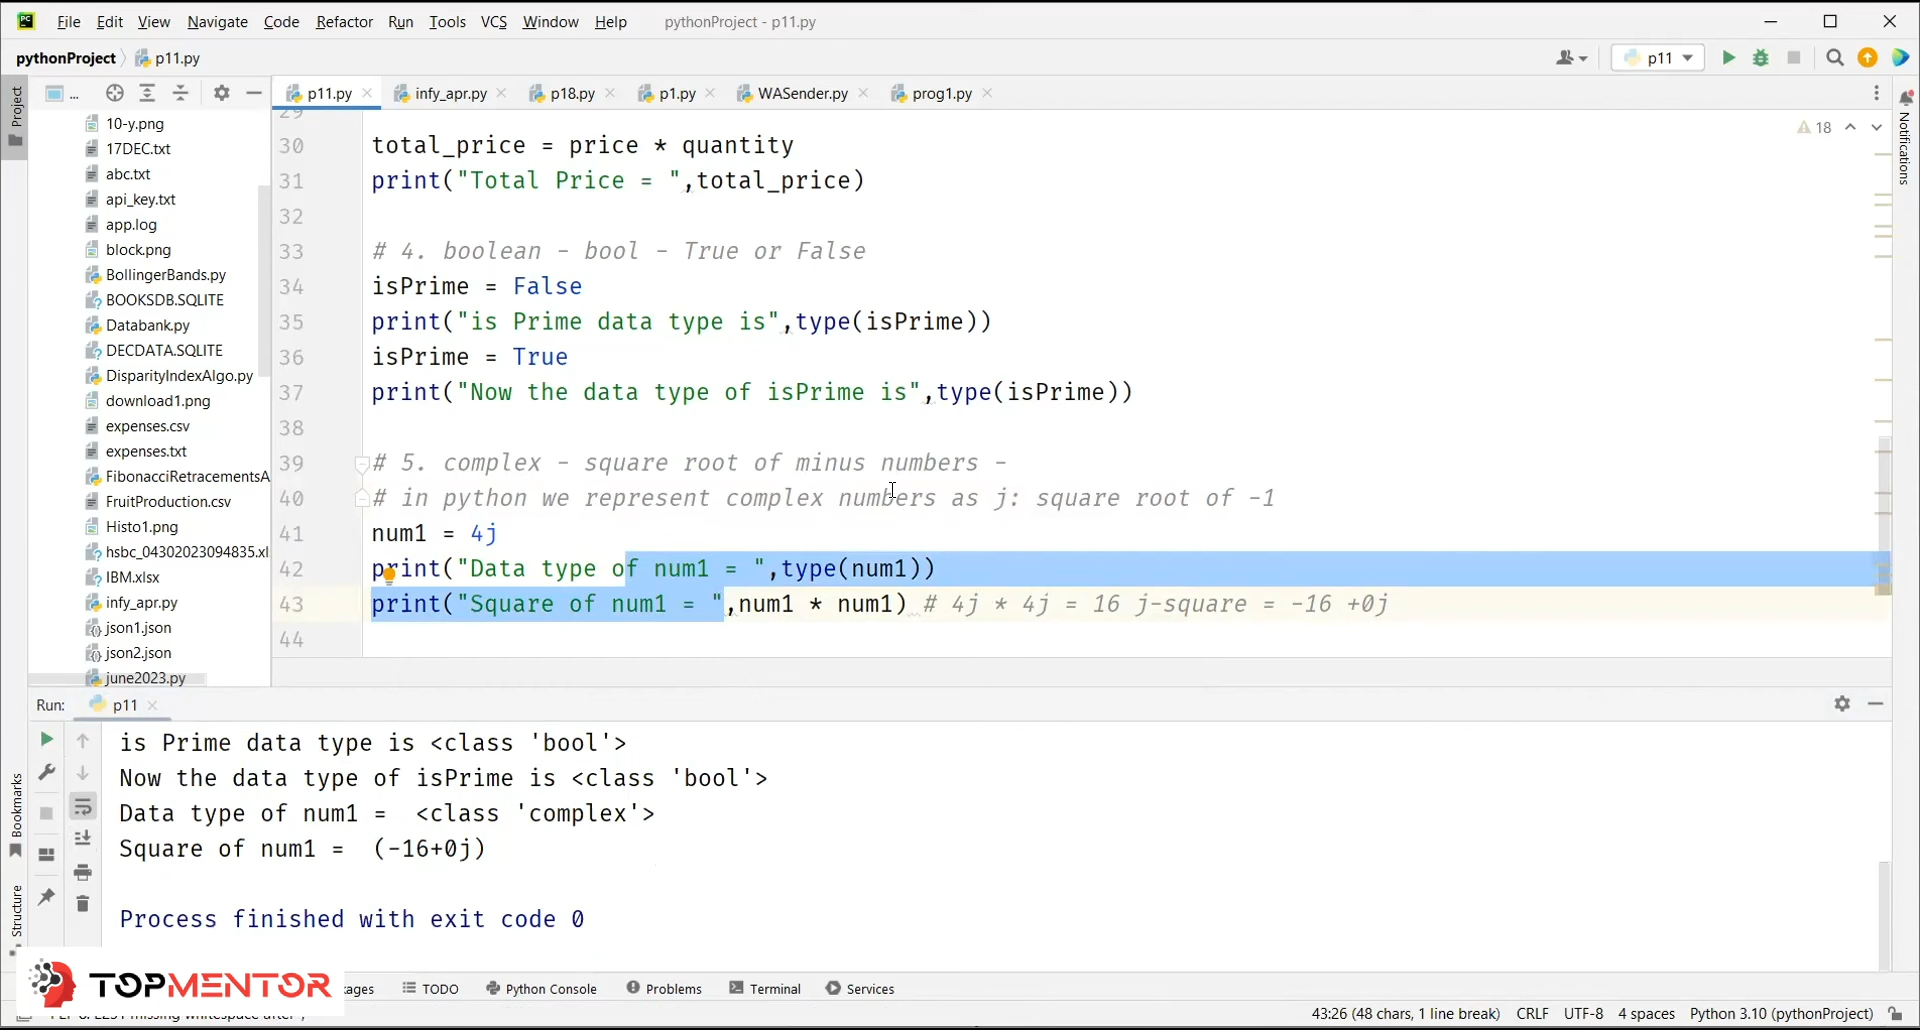 PC File Edit View Navigate Code Refactor Run Tools VCS Window Help pythonProject - p11.py
pythonProject p11.py p11
Project ... p11.py infy_apr.py p18.py p1.py WASender.py prog1.py
10-y.png
17DEC.txt
abc.txt
api_key.txt
app.log
block.png
BollingerBands.py
BOOKSDB.SQLITE
Databank.py
DECDATA.SQLITE
DisparityIndexAlgo.py
download1.png
expenses.csv
expenses.txt
FibonacciRetracementsA
FruitProduction.csv
Histo1.png
hsbc_04302023094835.xl
IBM.xlsx
infy_apr.py
json1.json
json2.json
june2023.py
29
30 total_price = price * quantity
31 print("Total Price = ",total_price)
32
33 # 4. boolean - bool - True or False
34 isPrime = False
35 print("is Prime data type is",type(isPrime))
36 isPrime = True
37 print("Now the data type of isPrime is",type(isPrime))
38
39 # 5. complex - square root of minus numbers -
40 # in python we represent complex numbers as j: square root of -1
41 num1 = 4j
42 print("Data type of num1 = ",type(num1))
43 print("Square of num1 = ",num1 * num1) # 4j * 4j = 16 j-square = -16 +0j
44
18
Notifications
Run: p11
is Prime data type is <class 'bool'>
Now the data type of isPrime is <class 'bool'>
Data type of num1 =  <class 'complex'>
Square of num1 =  (-16+0j)
Process finished with exit code 0
Bookmarks
Structure
TOPMENTOR
TODO Python Console Problems Terminal Services
43:26 (48 chars, 1 line break) CRLF UTF-8 4 spaces Python 3.10 (pythonProject)